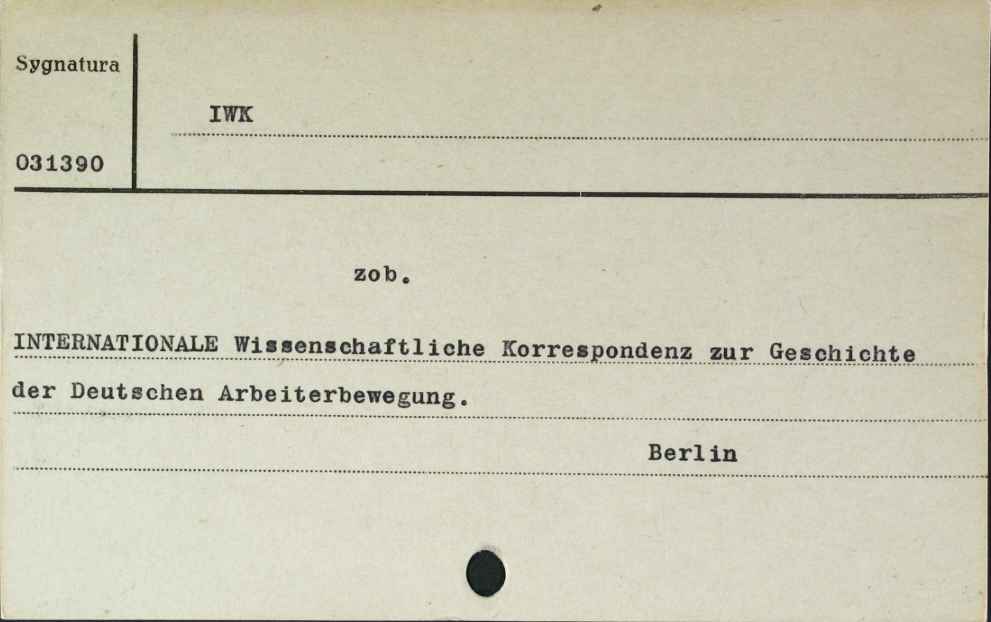 Sygnatura
IWK
031390
zob.
INTERNATIONALE Wissenschaftliche Korrespondenz zur Geschichte
der Deutschen Arbeiterbewegung.
Berlin